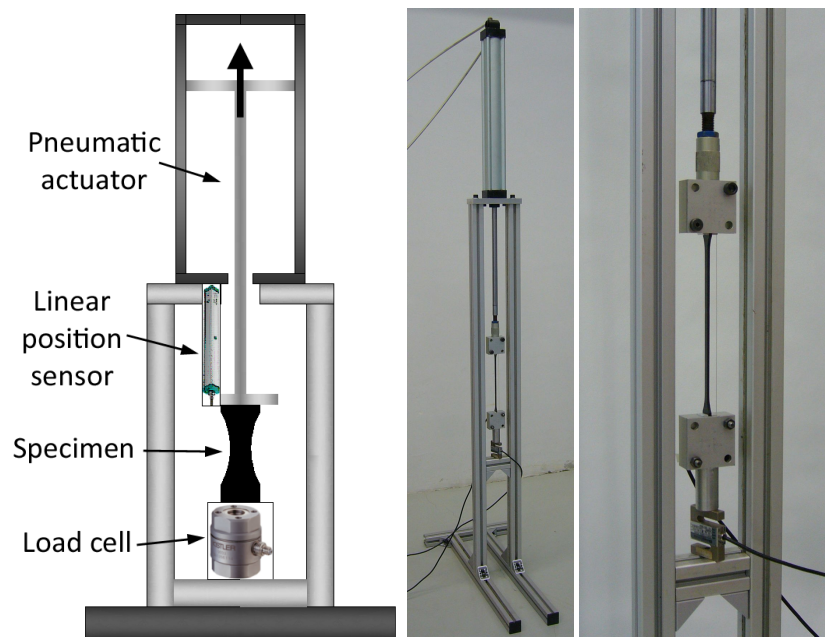 Pneumatic
actuator
Linear
position
sensor
Specimen
Load cell